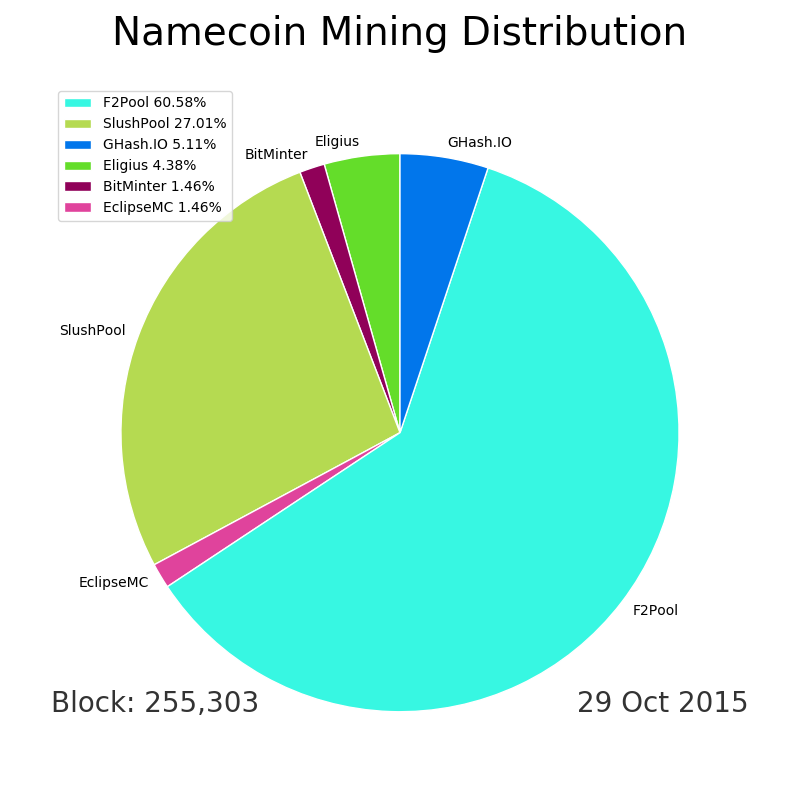 Namecoin Mining Distribution
F2Pool 60.58%
SlushPool 27.01%
GHash.IO 5.11%
Eligius 4.38%
BitMinter 1.46%
EclipseMC 1.46%
GHash.IO
Eligius
BitMinter
SlushPool
EclipseMC
F2Pool
Block: 255,303
29 Oct 2015